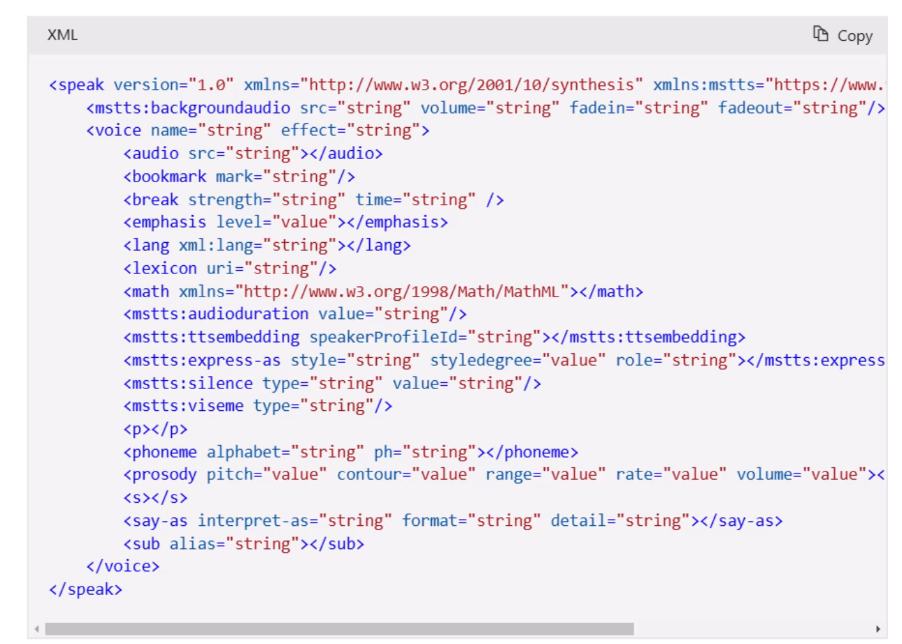 XML
Copy
<speak version="1.0" xmlns="http://www.w3.org/2001/10/synthesis" xmlns:mstts="https://www.
<mstts:backgroundaudio src="string" volume="string" fadein="string" fadeout="string"/>
<voice name="string" effect="string">
<audio src="string"></audio>
<bookmark mark="string"/>
<break strength="string" time="string" />
<emphasis level="value"></emphasis>
<lang xml:lang="string"></lang>
<lexicon uri="string"/>
<math xmlns="http://www.w3.org/1998/Math/MathML"></math>
<mstts:audioduration value="string"/>
<mstts:ttsembedding speakerProfileId="string"></mstts:ttsembedding>
<mstts:express-as style="string" styledegree="value" role="string"></mstts:express
<mstts:silence type="string" value="string"/>
<mstts:viseme type="string"/>
<p></p>
<phoneme alphabet="string" ph="string"></phoneme>
<prosody pitch="value" contour="value" range="value" rate="value" volume="value"><
<s></s>
<say-as interpret-as="string" format="string" detail="string"></say-as>
<sub alias="string"></sub>
</voice>
</speak>